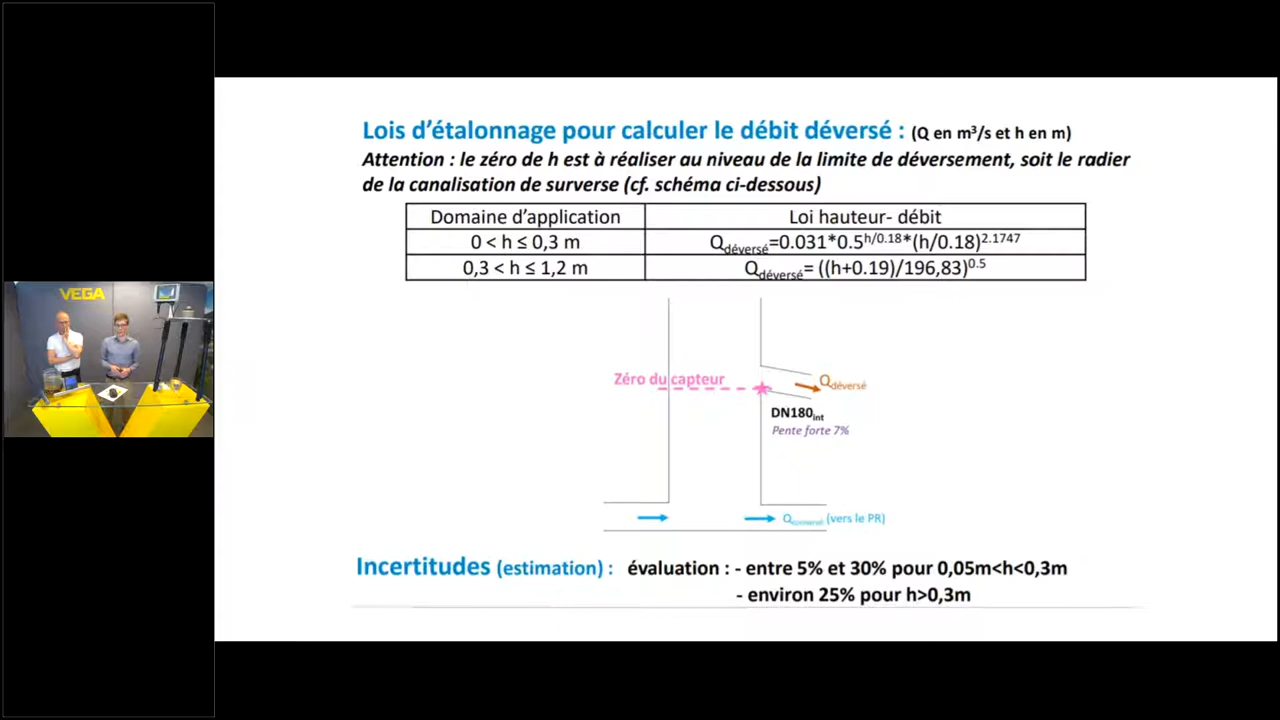 Lois d'étalonnage pour calculer le débit déversé : (Q en m³/s et h en m)
Attention : le zéro de h est à réaliser au niveau de la limite de déversement, soit le radier
de la canalisation de surverse (cf. schéma ci-dessous)
Domaine d'application Loi hauteur- débit
0 < h ≤ 0,3 m Qdéversé=0.031*0.5^h/0.18*(h/0.18)^2.1747
0,3 < h ≤ 1,2 m Qdéversé= ((h+0.19)/196,83)^0.5
VEGA
Zéro du capteur
Qdéversé
DN180int
Pente forte 7%
Qconservé (vers le PR)
Incertitudes (estimation) : évaluation : - entre 5% et 30% pour 0,05m<h<0,3m
- environ 25% pour h>0,3m